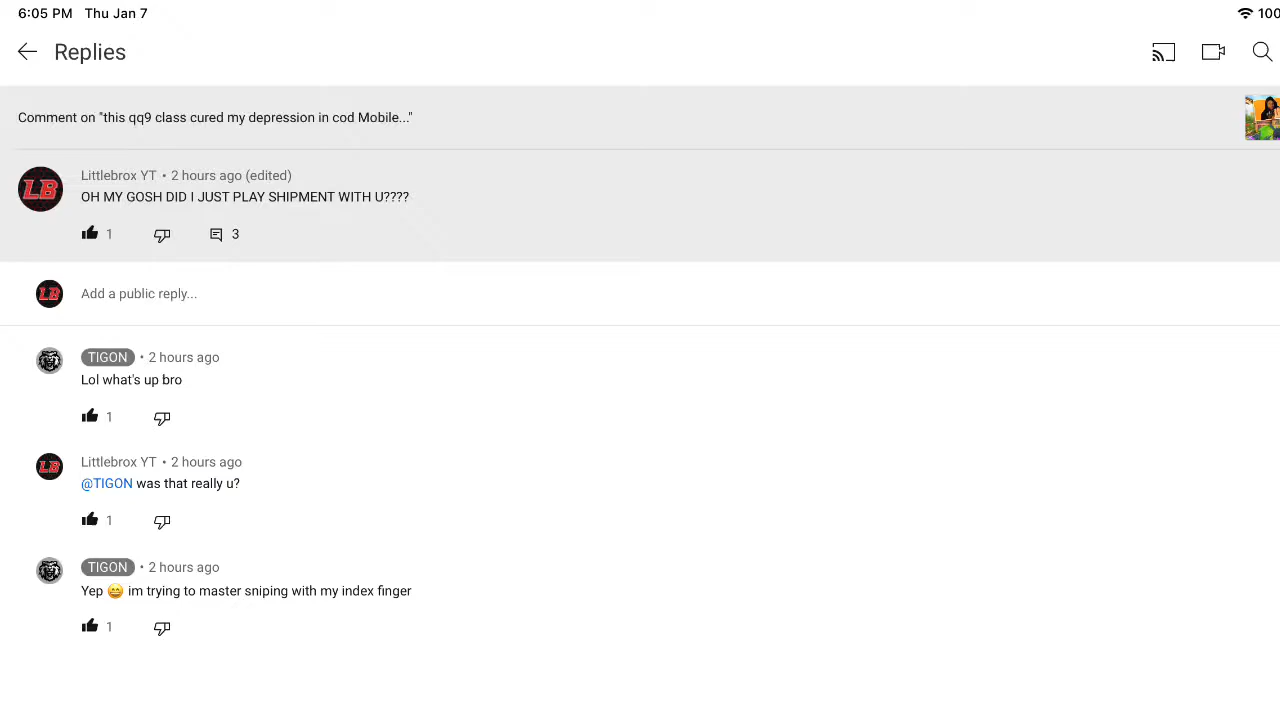 6:05 PM Thu Jan 7
100
Replies
Comment on "this qq9 class cured my depression in cod Mobile..."
LB
Littlebrox YT • 2 hours ago (edited)
OH MY GOSH DID I JUST PLAY SHIPMENT WITH U????
1 3
LB
Add a public reply...
TIGON • 2 hours ago
Lol what's up bro
1
LB
Littlebrox YT • 2 hours ago
@TIGON was that really u?
1
TIGON • 2 hours ago
Yep 😄 im trying to master sniping with my index finger
1